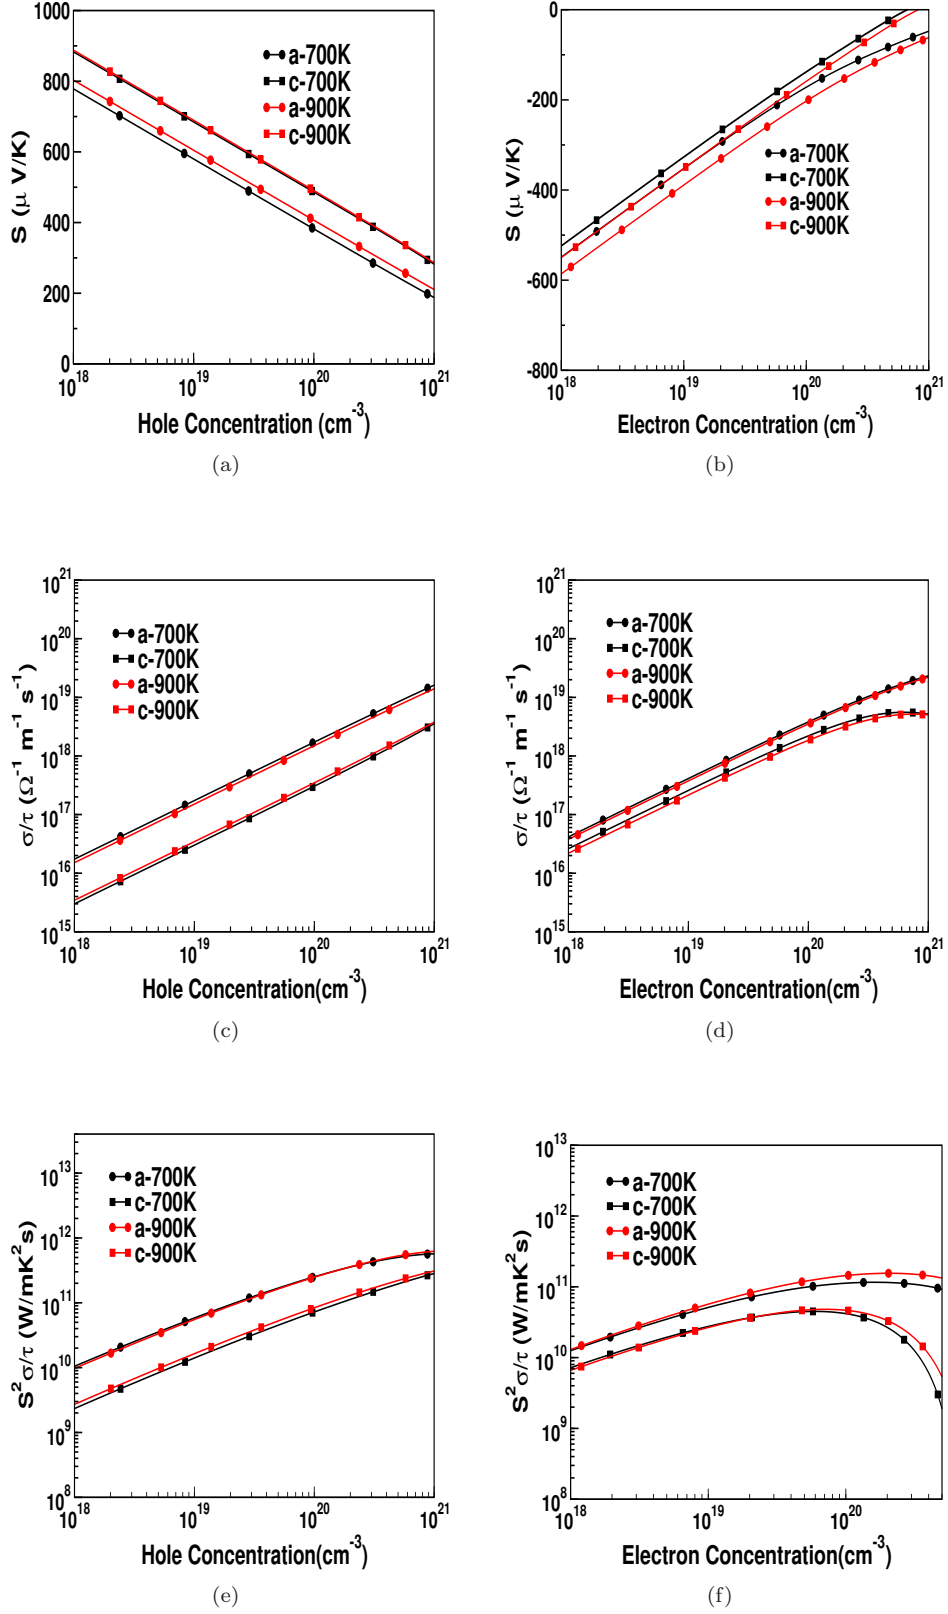 1000
800
600
400
200
0
S (μ V/K)
a-700K
c-700K
a-900K
c-900K
10^18 10^19 10^20 10^21
Hole Concentration (cm^-3)
(a)
0
-200
-400
-600
-800
S (μ V/K)
a-700K
c-700K
a-900K
c-900K
10^18 10^19 10^20 10^21
Electron Concentration (cm^-3)
(b)
10^21
10^20
10^19
10^18
10^17
10^16
10^15
σ/τ (Ω^-1 m^-1 s^-1)
a-700K
c-700K
a-900K
c-900K
10^18 10^19 10^20 10^21
Hole Concentration(cm^-3)
(c)
10^21
10^20
10^19
10^18
10^17
10^16
10^15
σ/τ (Ω^-1 m^-1 s^-1)
a-700K
c-700K
a-900K
c-900K
10^18 10^19 10^20 10^21
Electron Concentration(cm^-3)
(d)
10^13
10^12
10^11
10^10
10^9
10^8
S^2σ/τ (W/mK^2s)
a-700K
c-700K
a-900K
c-900K
10^18 10^19 10^20 10^21
Hole Concentration(cm^-3)
(e)
10^13
10^12
10^11
10^10
10^9
10^8
S^2σ/τ (W/mK^2s)
a-700K
c-700K
a-900K
c-900K
10^18 10^19 10^20
Electron Concentration(cm^-3)
(f)